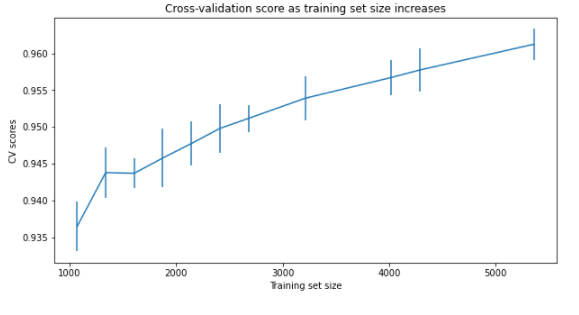 Cross-validation score as training set size increases
0.960
0.955
0.950
0.945
0.940
0.935
CV scores
1000 2000 3000 4000 5000
Training set size